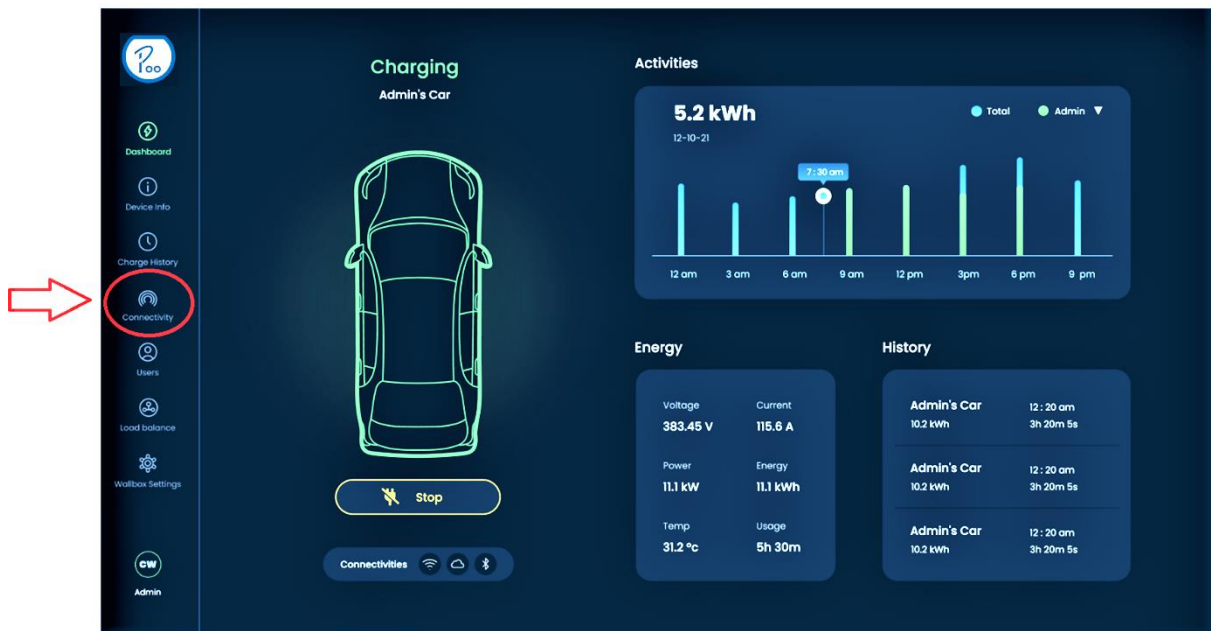 Poo
Dashboard
Device Info
Charge History
Connectivity
Users
Load balance
Wallbox Settings
CW
Admin
Charging
Admin's Car
Stop
Connectivities
Activities
5.2 kWh
12-10-21
Total
Admin
7:30 am
12 am 3 am 6 am 9 am 12 pm 3pm 6 pm 9 pm
Energy
Voltage Current
383.45 V 115.6 A
Power Energy
11.1 kW 11.1 kWh
Temp Usage
31.2 °c 5h 30m
History
Admin's Car 12:20 am
10.2 kWh 3h 20m 5s
Admin's Car 12:20 am
10.2 kWh 3h 20m 5s
Admin's Car 12:20 am
10.2 kWh 3h 20m 5s